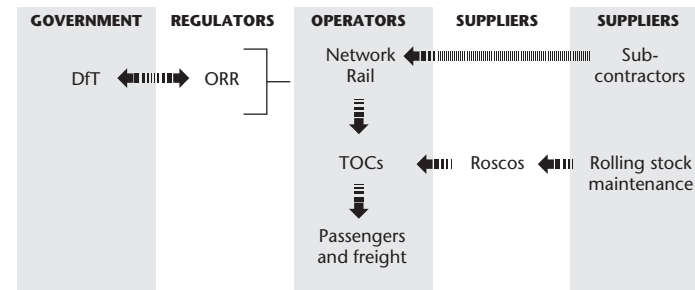 GOVERNMENT REGULATORS OPERATORS SUPPLIERS SUPPLIERS
Network
Rail
Sub-
contractors
DfT ORR
TOCs Roscos Rolling stock
maintenance
Passengers
and freight